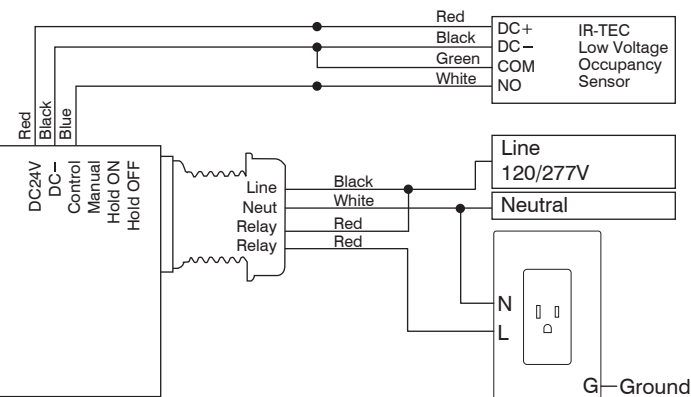 Red
Black
Green
White
DC+
DC−
COM
NO
IR-TEC
Low Voltage
Occupancy
Sensor
Red
Black
Blue
DC24V
DC−
Control
Manual
Hold ON
Hold OFF
Line
Neut
Relay
Relay
Black
White
Red
Red
Line
120/277V
Neutral
N
L
G
Ground